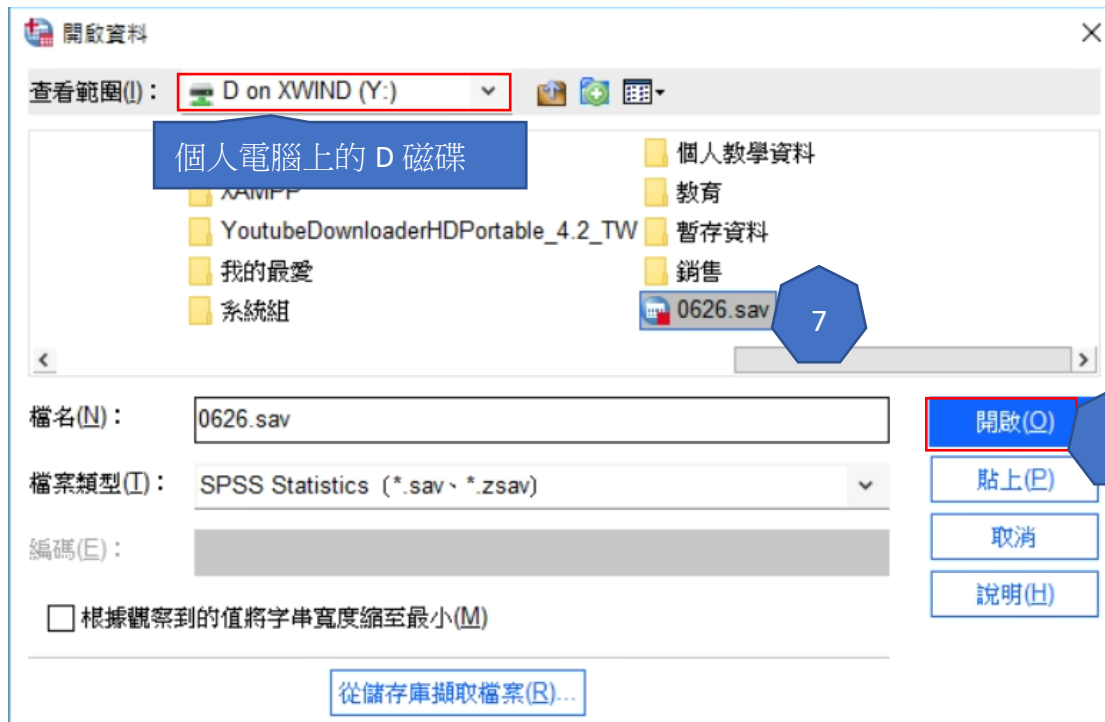 開啟資料
查看範圍(I)： D on XWIND (Y:)
個人電腦上的 D 磁碟
XAMPP
YoutubeDownloaderHDPortable_4.2_TW
我的最愛
系統組
個人教學資料
教育
暫存資料
銷售
0626.sav
7
檔名(N)： 0626.sav
開啟(O)
檔案類型(T)： SPSS Statistics（*.sav、*.zsav）
貼上(P)
編碼(E)：
取消
根據觀察到的值將字串寬度縮至最小(M)
說明(H)
從儲存庫擷取檔案(R)...